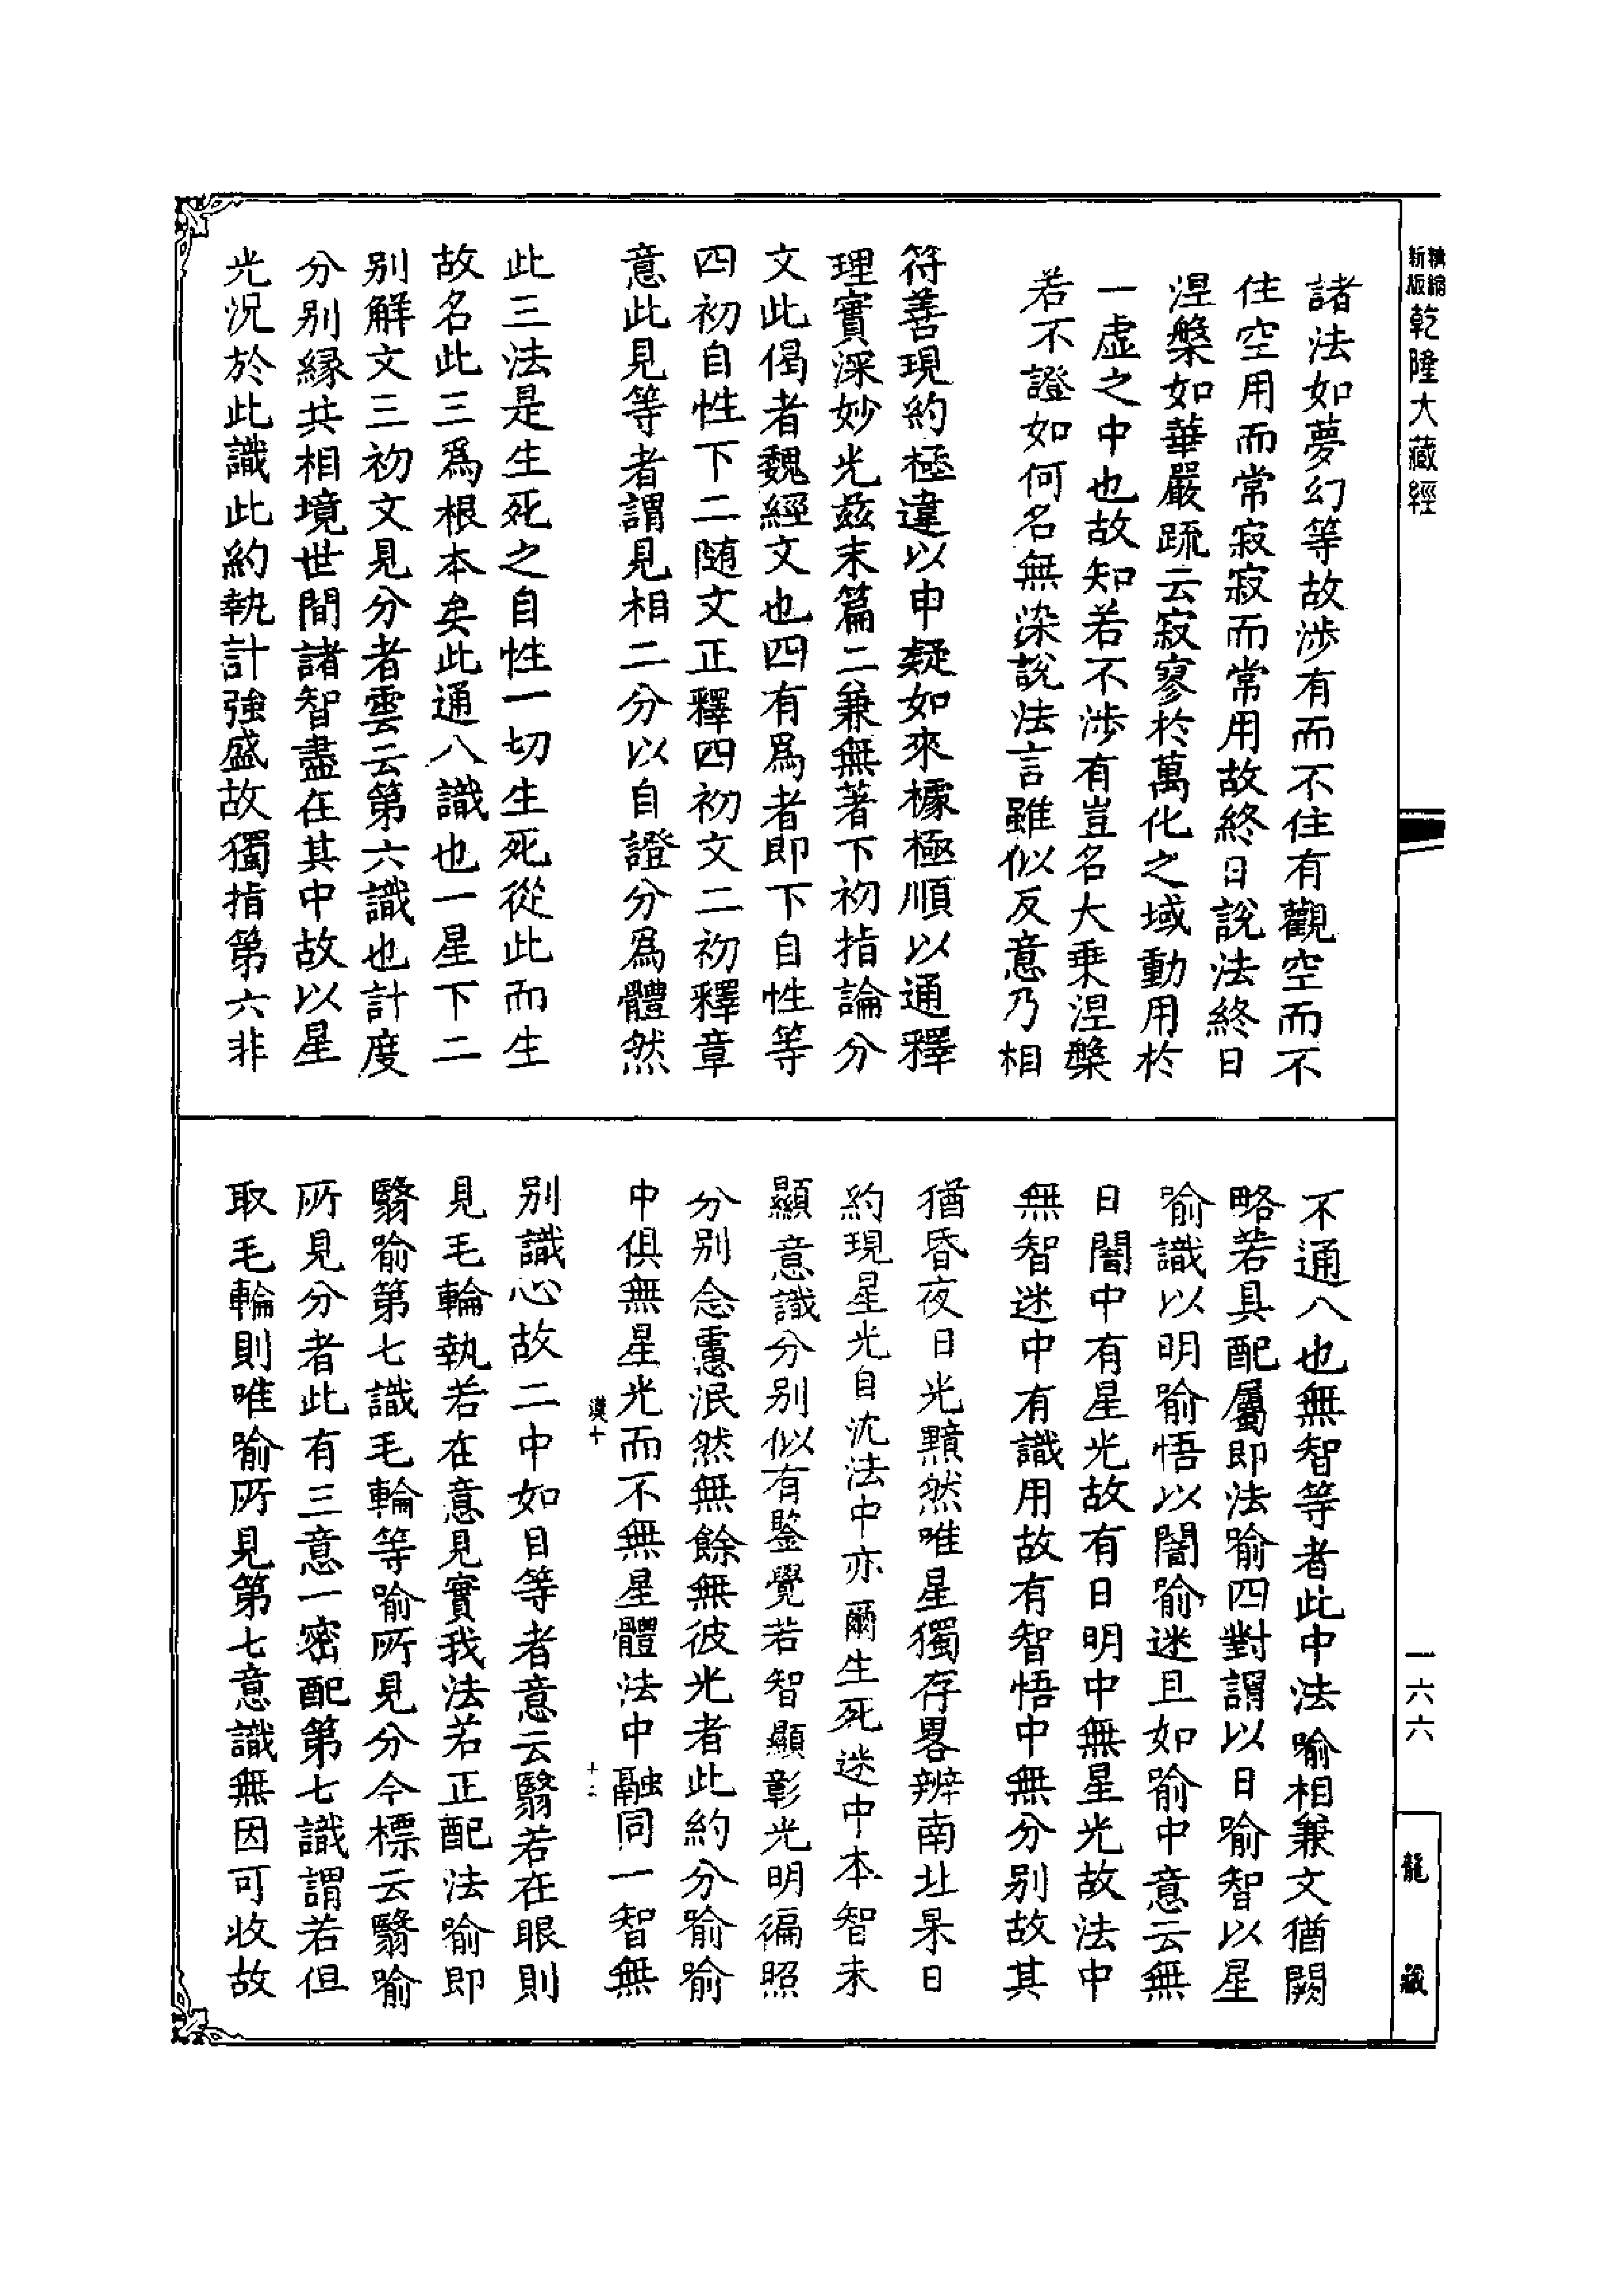 精縮新版乾隆大藏經
一六六
龍藏
諸法如夢幻等故涉有而不住有觀空而不
住空用而常寂寂而常用故終日說法終日
涅槃如華嚴疏云寂寥於萬化之域動用於
一虛之中也故知若不涉有豈名大乘涅槃
若不證如何名無染說法言雖似反意乃相
符善現約極違以申疑如來據極順以通釋
理實深妙光茲末篇二兼無著下初指論分
文此偈者魏經文也四有爲者即下自性等
四初自性下二随文正釋四初文二初釋章
意此見等者謂見相二分以自證分爲體然
此三法是生死之自性一切生死從此而生
故名此三爲根本矣此通八識也一星下二
别解文三初文見分者雲云第六識也計度
分别緣共相境世間諸智盡在其中故以星
光況於此識此約執計強盛故獨指第六非
不通八也無智等者此中法喻相兼文猶闕
略若具配屬即法喻四對謂以日喻智以星
喻識以明喻悟以闇喻迷且如喻中意云無
日闇中有星光故有日明中無星光故法中
無智迷中有識用故有智悟中無分别故其
猶昏夜日光黯然唯星獨存畧辨南北杲日
約現星光自沈法中亦爾生死迷中本智未
顯意識分别似有鑒覺若智顯彰光明徧照
分别念慮泯然無餘無彼光者此約分喻喻
中俱無星光而不無星體法中融同一智無
漠十
十二
别識心故二中如目等者意云翳若在眼則
見毛輪執若在意見實我法若正配法喻即
翳喻第七識毛輪等喻所見分今標云翳喻
所見分者此有三意一密配第七識謂若但
取毛輪則唯喻所見第七意識無因可收故